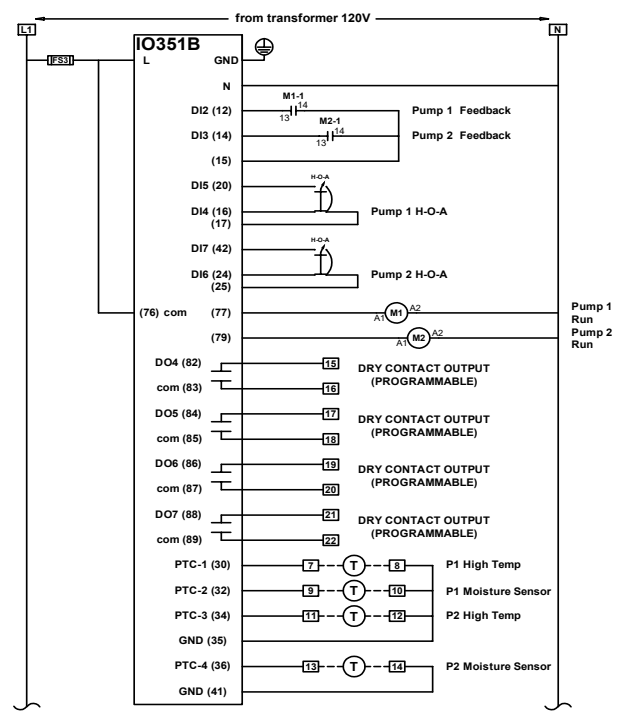 from transformer 120V
L1
N
FS3
IO351B
L
GND
N
M1-1
DI2 (12)
13
14
Pump 1 Feedback
M2-1
DI3 (14)
13
14
Pump 2 Feedback
(15)
H-O-A
DI5 (20)
DI4 (16)
Pump 1 H-O-A
(17)
H-O-A
DI7 (42)
DI6 (24)
Pump 2 H-O-A
(25)
(76) com
(77)
A1
M1
A2
Pump 1
Run
(79)
A1
M2
A2
Pump 2
Run
DO4 (82)
15
DRY CONTACT OUTPUT
(PROGRAMMABLE)
com (83)
16
DO5 (84)
17
DRY CONTACT OUTPUT
(PROGRAMMABLE)
com (85)
18
DO6 (86)
19
DRY CONTACT OUTPUT
(PROGRAMMABLE)
com (87)
20
DO7 (88)
21
DRY CONTACT OUTPUT
(PROGRAMMABLE)
com (89)
22
PTC-1 (30)
7
T
8
P1 High Temp
PTC-2 (32)
9
T
10
P1 Moisture Sensor
PTC-3 (34)
11
T
12
P2 High Temp
GND (35)
PTC-4 (36)
13
T
14
P2 Moisture Sensor
GND (41)